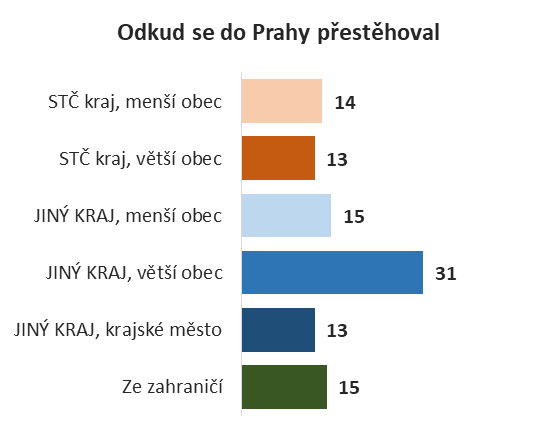 Odkud se do Prahy přestěhoval
STČ kraj, menší obec 14
STČ kraj, větší obec 13
JINÝ KRAJ, menší obec 15
JINÝ KRAJ, větší obec 31
JINÝ KRAJ, krajské město 13
Ze zahraničí 15